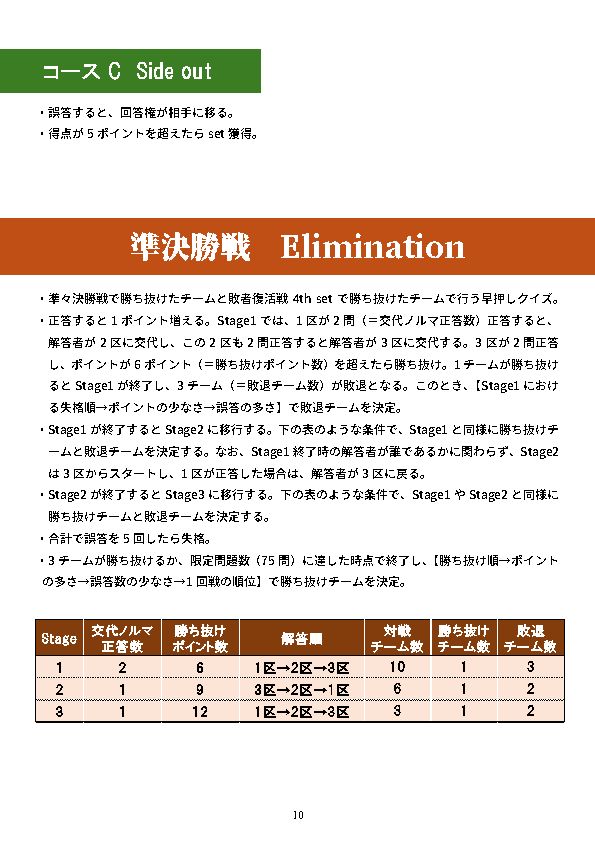 コース C Side out
・誤答すると、回答権が相手に移る。
・得点が 5 ポイントを超えたら set 獲得。
準決勝戦 Elimination
・準々決勝戦で勝ち抜けたチームと敗者復活戦 4th set で勝ち抜けたチームで行う早押しクイズ。
・正答すると 1 ポイント増える。Stage1 では、1 区が 2 問（＝交代ノルマ正答数）正答すると、
解答者が 2 区に交代し、この 2 区も 2 問正答すると解答者が 3 区に交代する。3 区が 2 問正答
し、ポイントが 6 ポイント（＝勝ち抜けポイント数）を超えたら勝ち抜け。1 チームが勝ち抜け
ると Stage1 が終了し、3 チーム（＝敗退チーム数）が敗退となる。このとき、【Stage1 におけ
る失格順→ポイントの少なさ→誤答の多さ】で敗退チームを決定。
・Stage1 が終了すると Stage2 に移行する。下の表のような条件で、Stage1 と同様に勝ち抜けチ
ームと敗退チームを決定する。なお、Stage1 終了時の解答者が誰であるかに関わらず、Stage2
は 3 区からスタートし、1 区が正答した場合は、解答者が 3 区に戻る。
・Stage2 が終了すると Stage3 に移行する。下の表のような条件で、Stage1 や Stage2 と同様に
勝ち抜けチームと敗退チームを決定する。
・合計で誤答を 5 回したら失格。
・3 チームが勝ち抜けるか、限定問題数（75 問）に達した時点で終了し、【勝ち抜け順→ポイント
の多さ→誤答数の少なさ→1 回戦の順位】で勝ち抜けチームを決定。
Stage 交代ノルマ正答数 勝ち抜けポイント数 解答順 対戦チーム数 勝ち抜けチーム数 敗退チーム数
1 2 6 1区→2区→3区 10 1 3
2 1 9 3区→2区→1区 6 1 2
3 1 12 1区→2区→3区 3 1 2
10